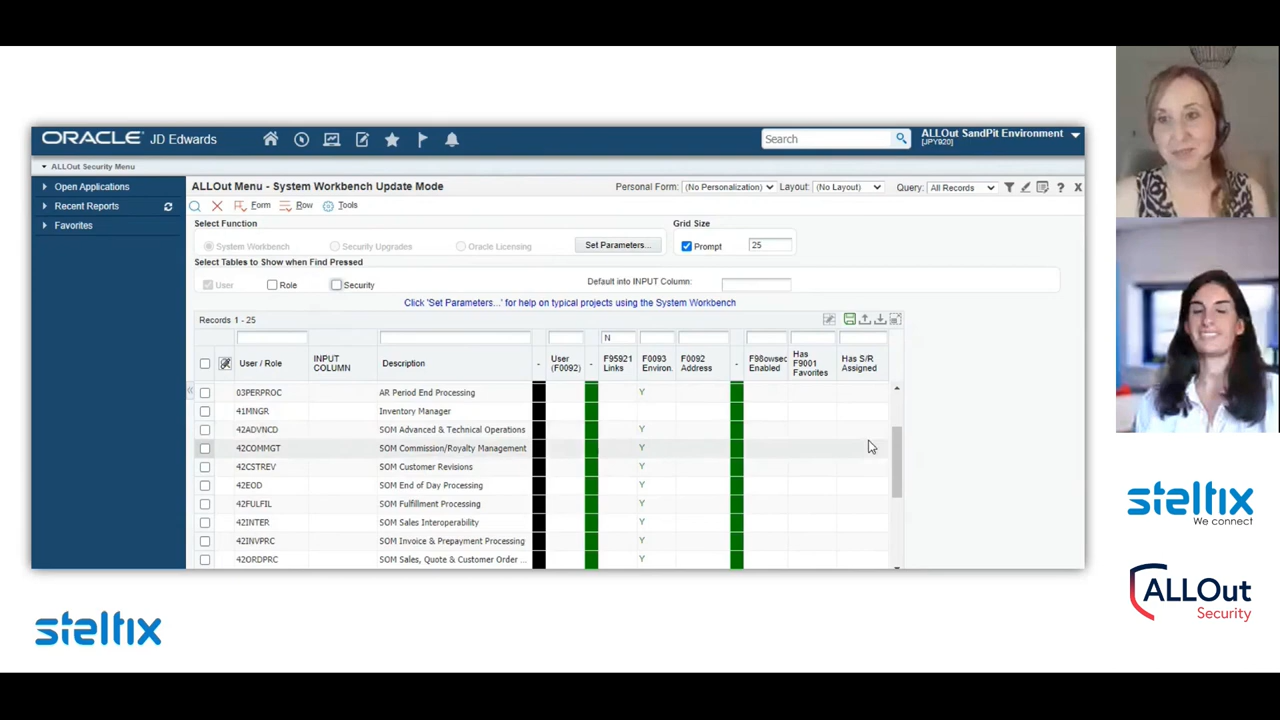 ORACLE JD Edwards
Search
ALLOut SandPit Environment
[JPY920]
ALLOut Security Menu
Open Applications
Recent Reports
Favorites
ALLOut Menu - System Workbench Update Mode
Personal Form: (No Personalization) Layout: (No Layout) Query: All Records
Form Row Tools
Select Function
Grid Size
System Workbench Security Upgrades Oracle Licensing Set Parameters... Prompt 25
Select Tables to Show when Find Pressed
User Role Security Default into INPUT Column:
Click 'Set Parameters...' for help on typical projects using the System Workbench
Records 1 - 25
N
User / Role INPUT COLUMN Description - User (F0092) - F95921 Links F0093 Environ. F0092 Address - F98owsec Enabled Has F9001 Favorites Has S/R Assigned
03PERPROC AR Period End Processing Y
41MNGR Inventory Manager
42ADVNCD SOM Advanced & Technical Operations Y
42COMMGT SOM Commission/Royalty Management Y
42CSTREV SOM Customer Revisions Y
42EOD SOM End of Day Processing Y
42FULFIL SOM Fulfillment Processing Y
42INTER SOM Sales Interoperability Y
42INVPRC SOM Invoice & Prepayment Processing Y
42ORDPRC SOM Sales, Quote & Customer Order ... Y
steltix
We connect
ALLOut
Security
steltix